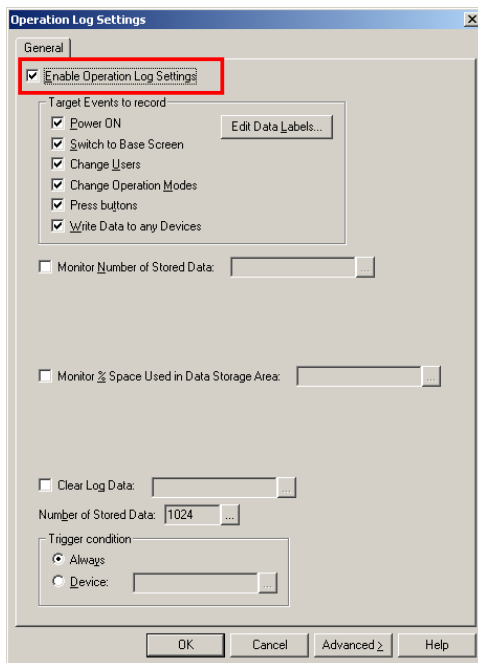 Operation Log Settings
General
Enable Operation Log Settings
Target Events to record
Power ON
Edit Data Labels...
Switch to Base Screen
Change Users
Change Operation Modes
Press buttons
Write Data to any Devices
Monitor Number of Stored Data:
...
Monitor % Space Used in Data Storage Area:
...
Clear Log Data:
...
Number of Stored Data: 1024 ...
Trigger condition
Always
Device:
...
OK Cancel Advanced > Help